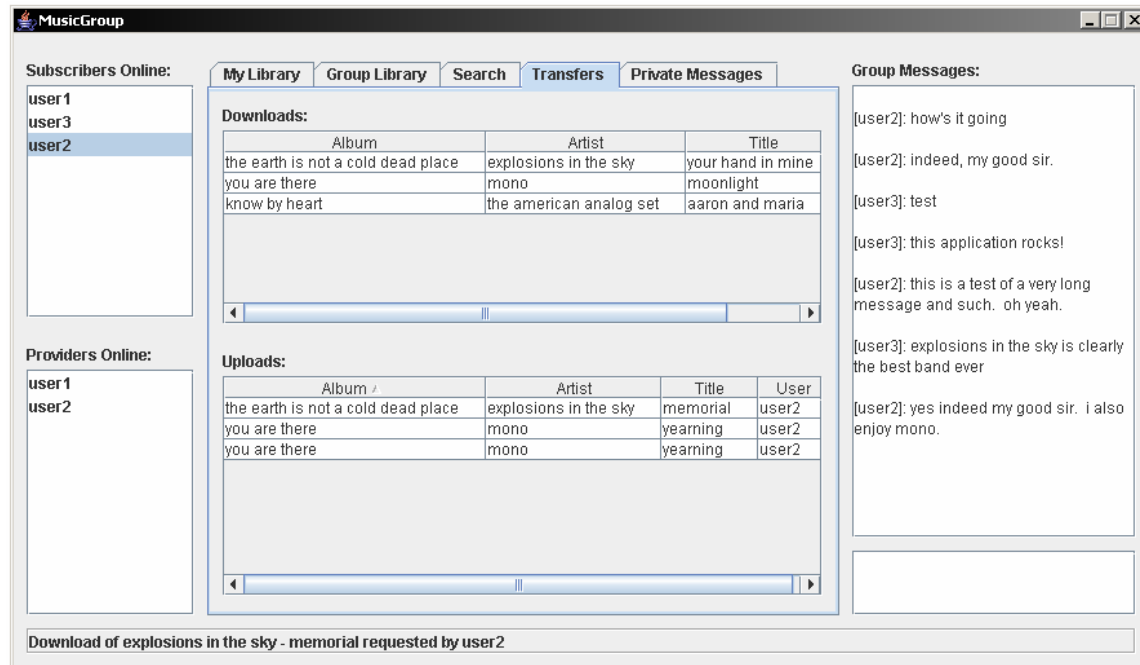 MusicGroup
Subscribers Online:
user1
user3
user2
Providers Online:
user1
user2
My Library Group Library Search Transfers Private Messages
Downloads:
Album Artist Title
the earth is not a cold dead place explosions in the sky your hand in mine
you are there mono moonlight
know by heart the american analog set aaron and maria
Uploads:
Album Artist Title User
the earth is not a cold dead place explosions in the sky memorial user2
you are there mono yearning user2
you are there mono yearning user2
Group Messages:
[user2]: how's it going
[user2]: indeed, my good sir.
[user3]: test
[user3]: this application rocks!
[user2]: this is a test of a very long
message and such. oh yeah.
[user3]: explosions in the sky is clearly
the best band ever
[user2]: yes indeed my good sir. i also
enjoy mono.
Download of explosions in the sky - memorial requested by user2